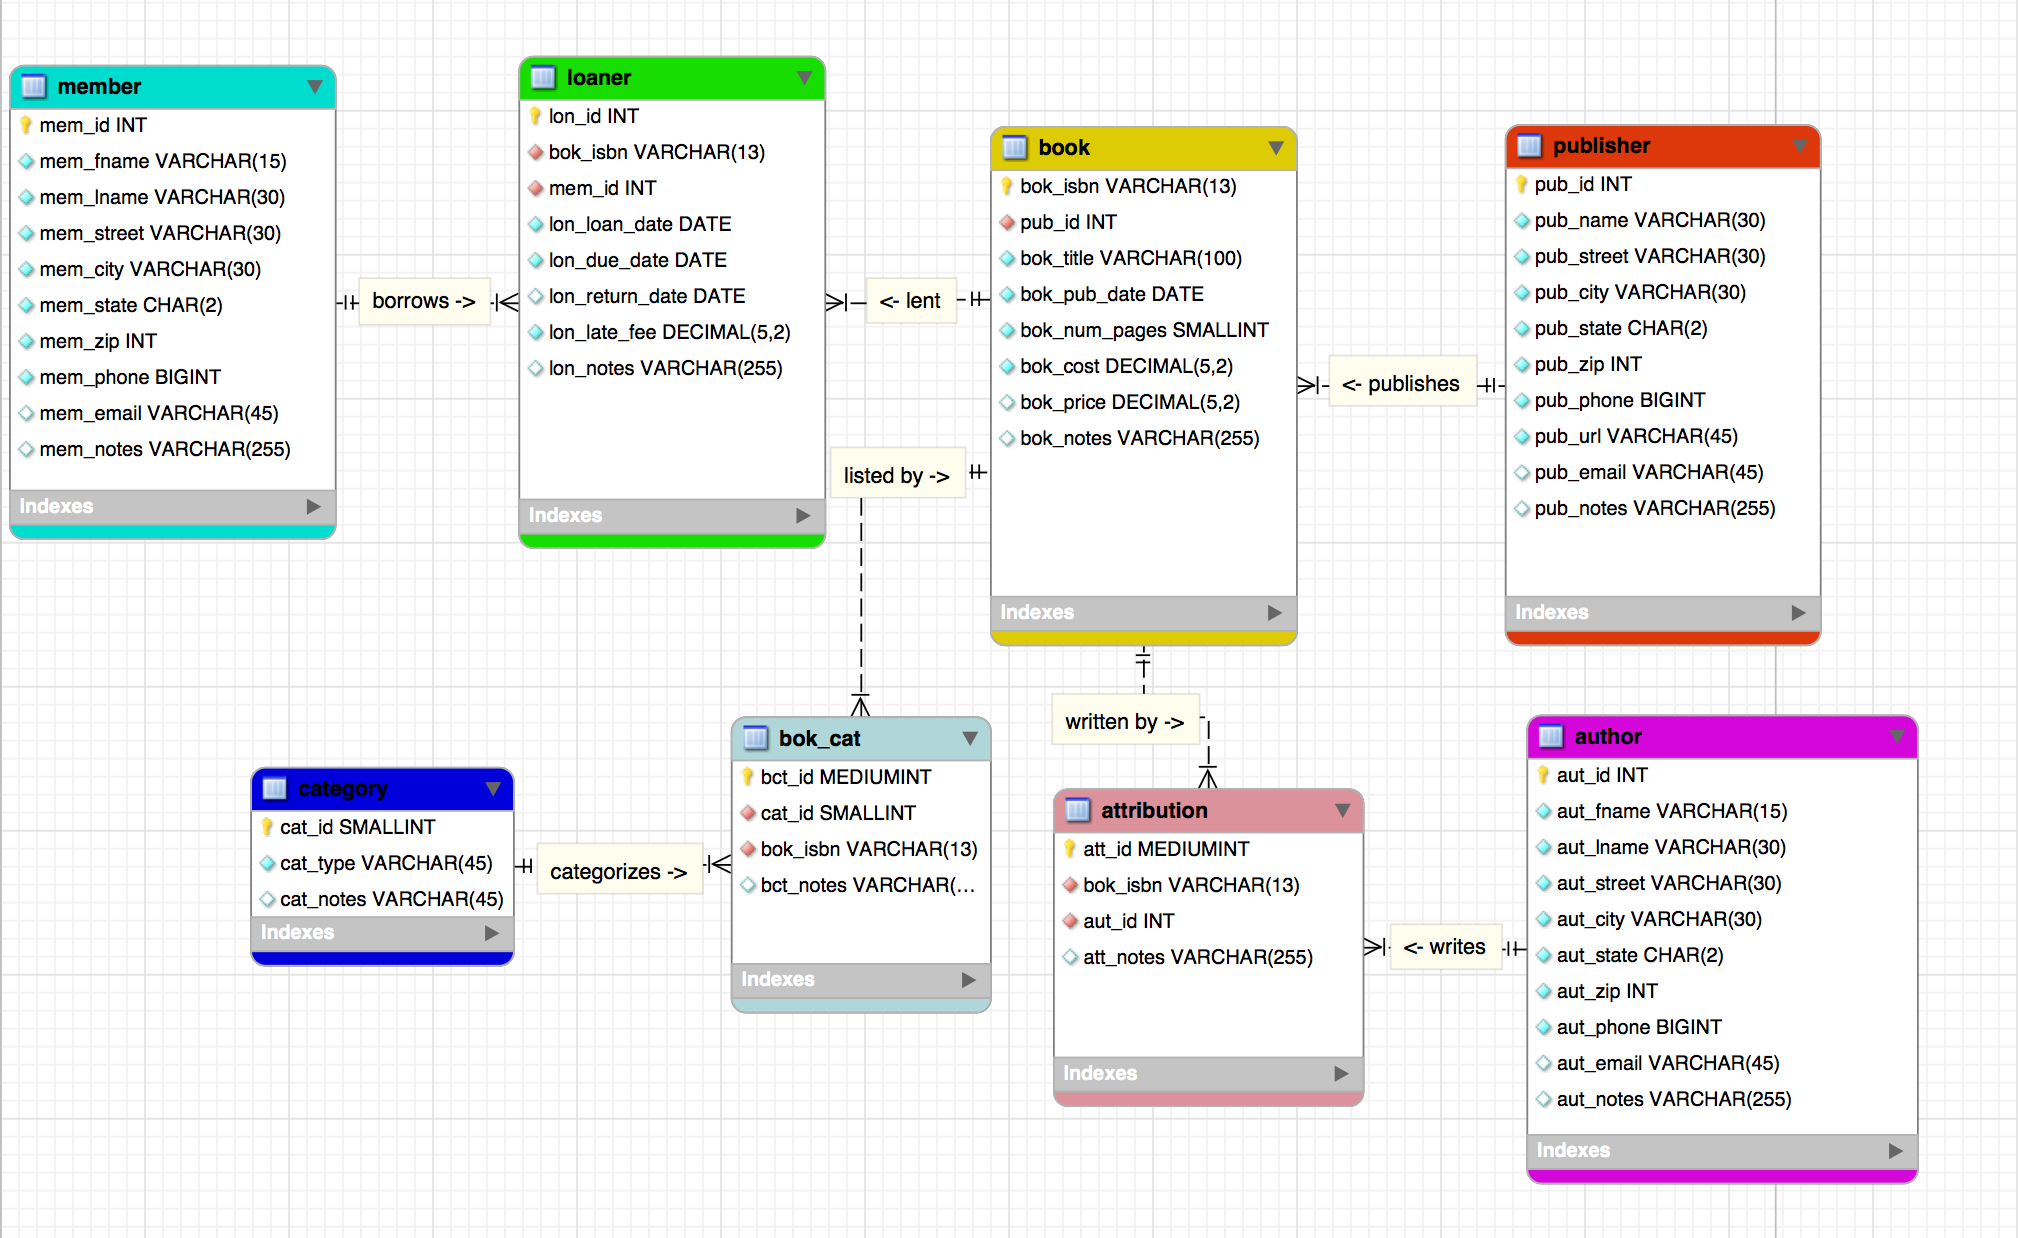 member
mem_id INT
mem_fname VARCHAR(15)
mem_lname VARCHAR(30)
mem_street VARCHAR(30)
mem_city VARCHAR(30)
mem_state CHAR(2)
mem_zip INT
mem_phone BIGINT
mem_email VARCHAR(45)
mem_notes VARCHAR(255)
Indexes
borrows ->
loaner
lon_id INT
bok_isbn VARCHAR(13)
mem_id INT
lon_loan_date DATE
lon_due_date DATE
lon_return_date DATE
lon_late_fee DECIMAL(5,2)
lon_notes VARCHAR(255)
Indexes
<- lent
listed by ->
book
bok_isbn VARCHAR(13)
pub_id INT
bok_title VARCHAR(100)
bok_pub_date DATE
bok_num_pages SMALLINT
bok_cost DECIMAL(5,2)
bok_price DECIMAL(5,2)
bok_notes VARCHAR(255)
Indexes
<- publishes
publisher
pub_id INT
pub_name VARCHAR(30)
pub_street VARCHAR(30)
pub_city VARCHAR(30)
pub_state CHAR(2)
pub_zip INT
pub_phone BIGINT
pub_url VARCHAR(45)
pub_email VARCHAR(45)
pub_notes VARCHAR(255)
Indexes
category
cat_id SMALLINT
cat_type VARCHAR(45)
cat_notes VARCHAR(45)
Indexes
categorizes ->
bok_cat
bct_id MEDIUMINT
cat_id SMALLINT
bok_isbn VARCHAR(13)
bct_notes VARCHAR(...
Indexes
written by ->
attribution
att_id MEDIUMINT
bok_isbn VARCHAR(13)
aut_id INT
att_notes VARCHAR(255)
Indexes
<- writes
author
aut_id INT
aut_fname VARCHAR(15)
aut_lname VARCHAR(30)
aut_street VARCHAR(30)
aut_city VARCHAR(30)
aut_state CHAR(2)
aut_zip INT
aut_phone BIGINT
aut_email VARCHAR(45)
aut_notes VARCHAR(255)
Indexes